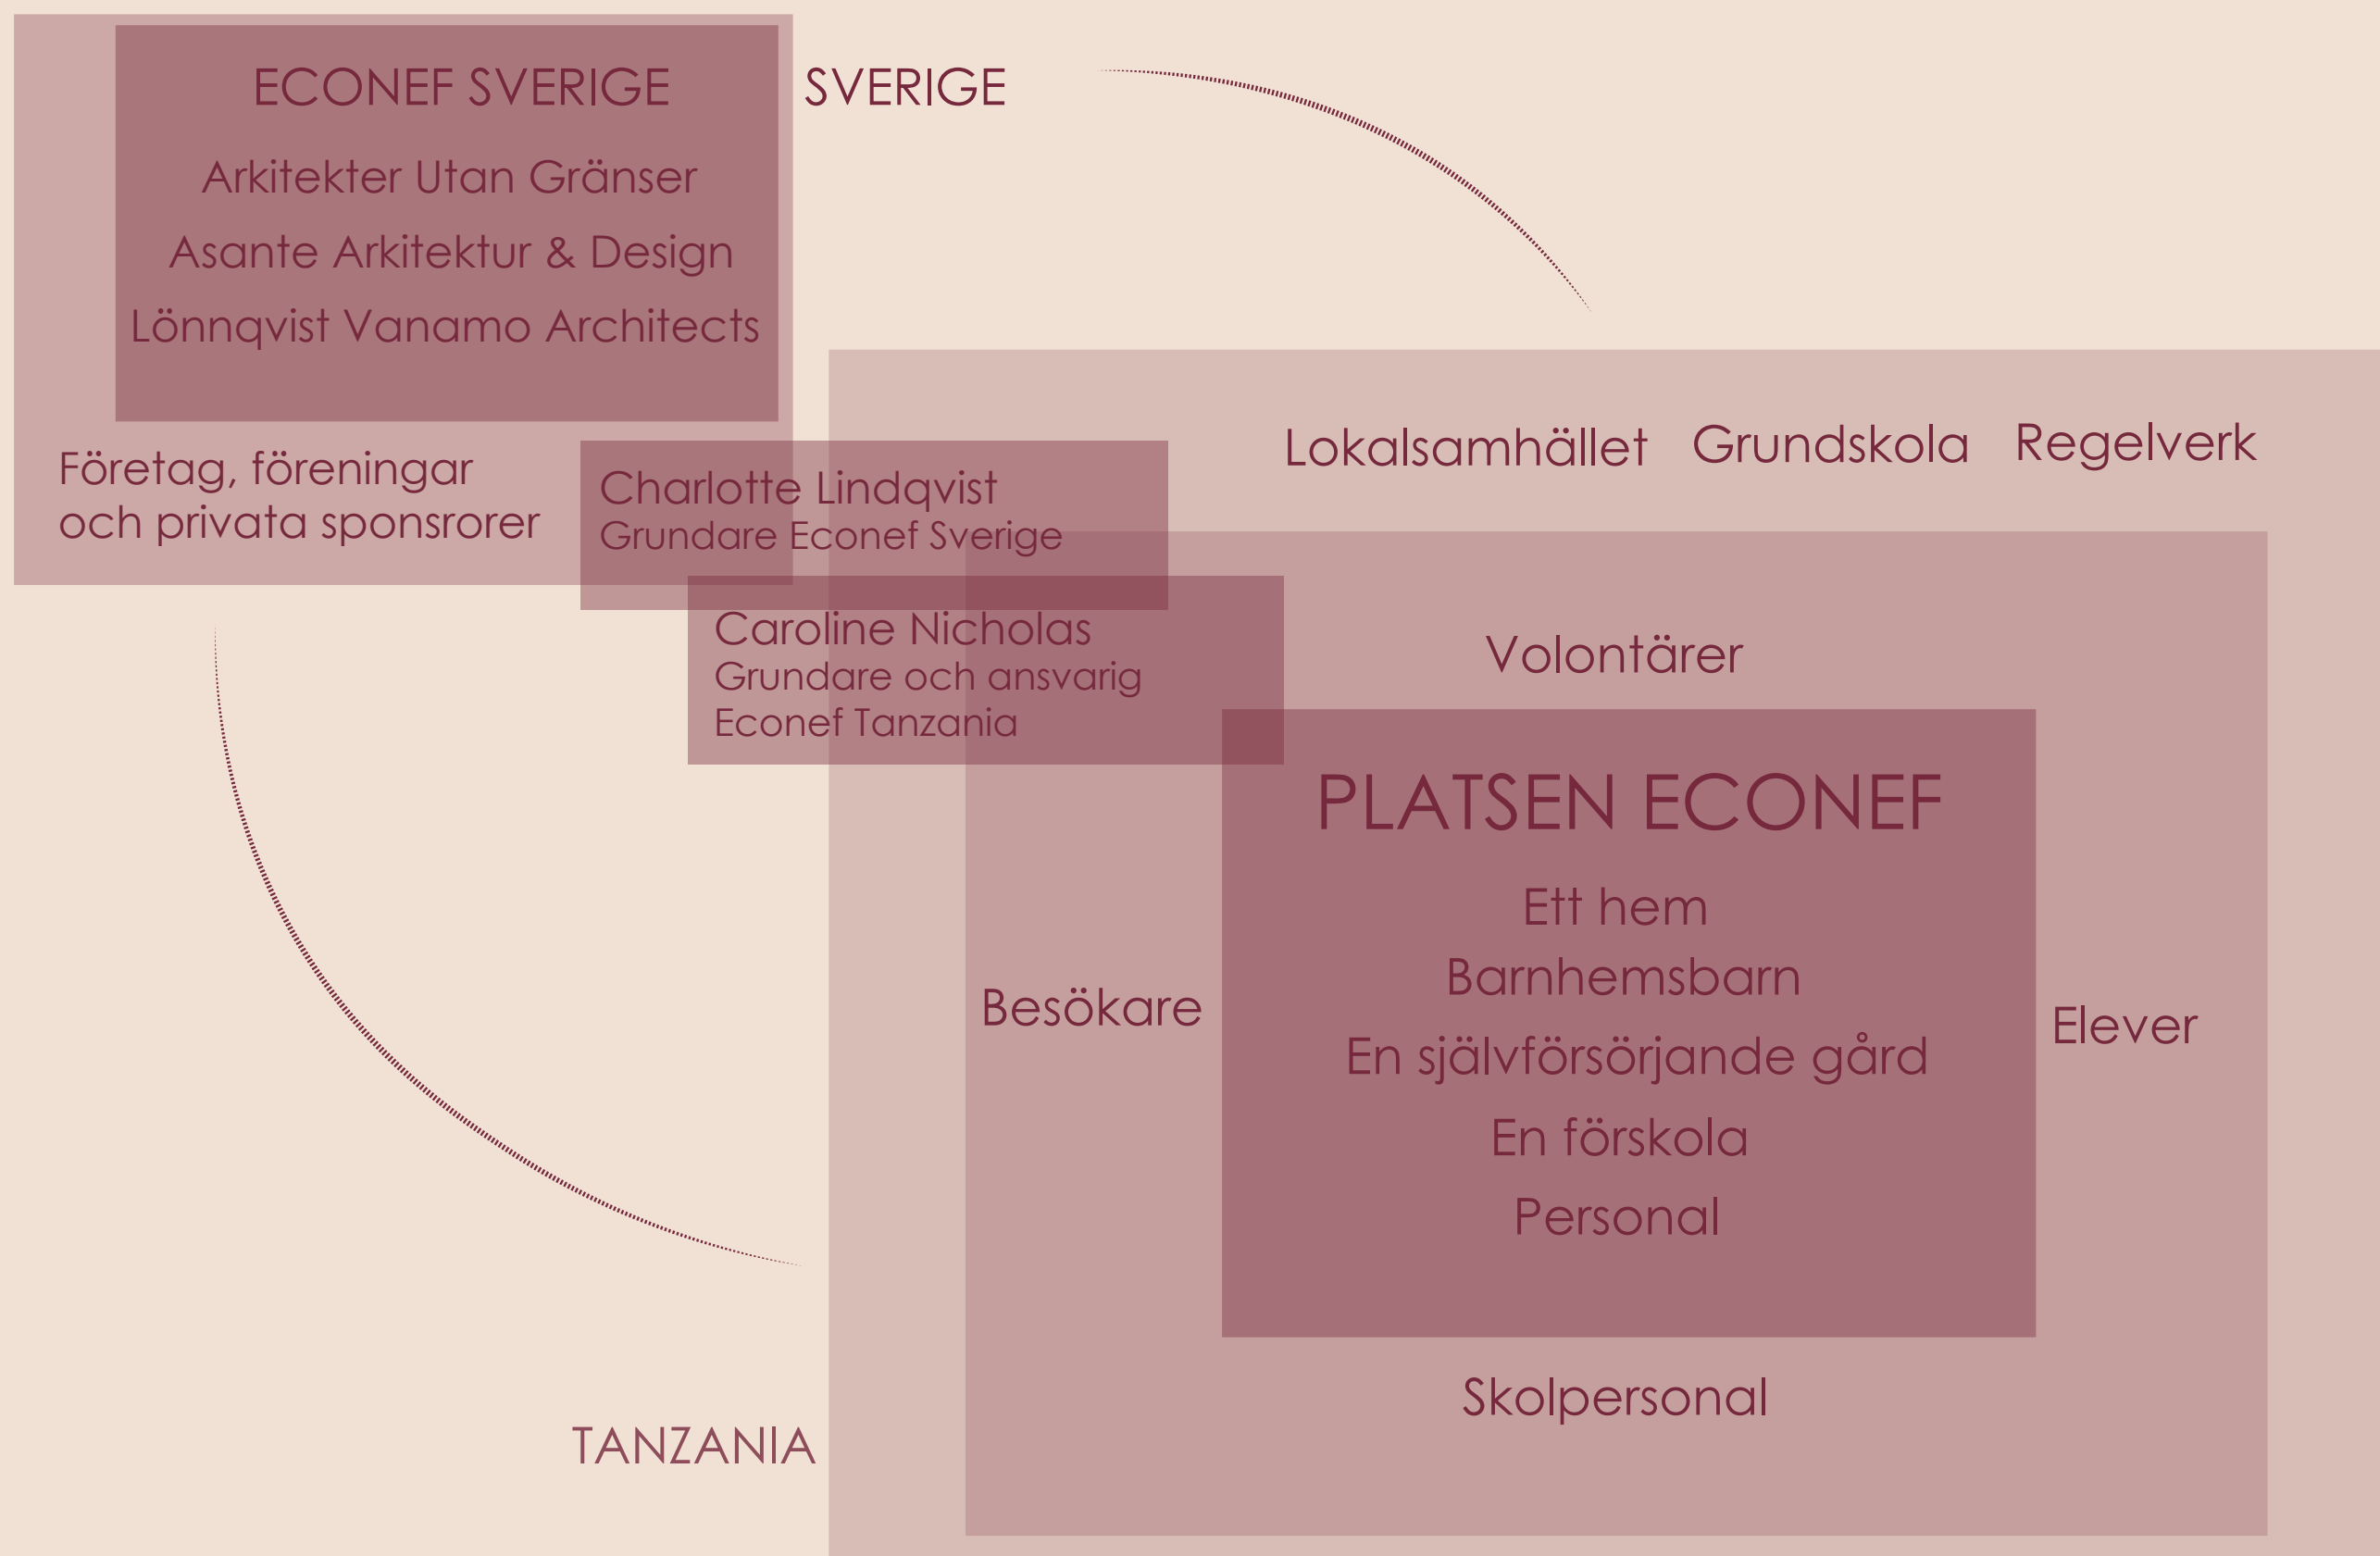 ECONEF SVERIGE
SVERIGE
Arkitekter Utan Gränser
Asante Arkitektur & Design
Lönnqvist Vanamo Architects
Företag, föreningar
och privata sponsrorer
Charlotte Lindqvist
Grundare Econef Sverige
Caroline Nicholas
Grundare och ansvarig
Econef Tanzania
Lokalsamhället
Grundskola
Regelverk
Volontärer
PLATSEN ECONEF
Ett hem
Barnhemsbarn
En självförsörjande gård
En förskola
Personal
Besökare
Elever
Skolpersonal
TANZANIA